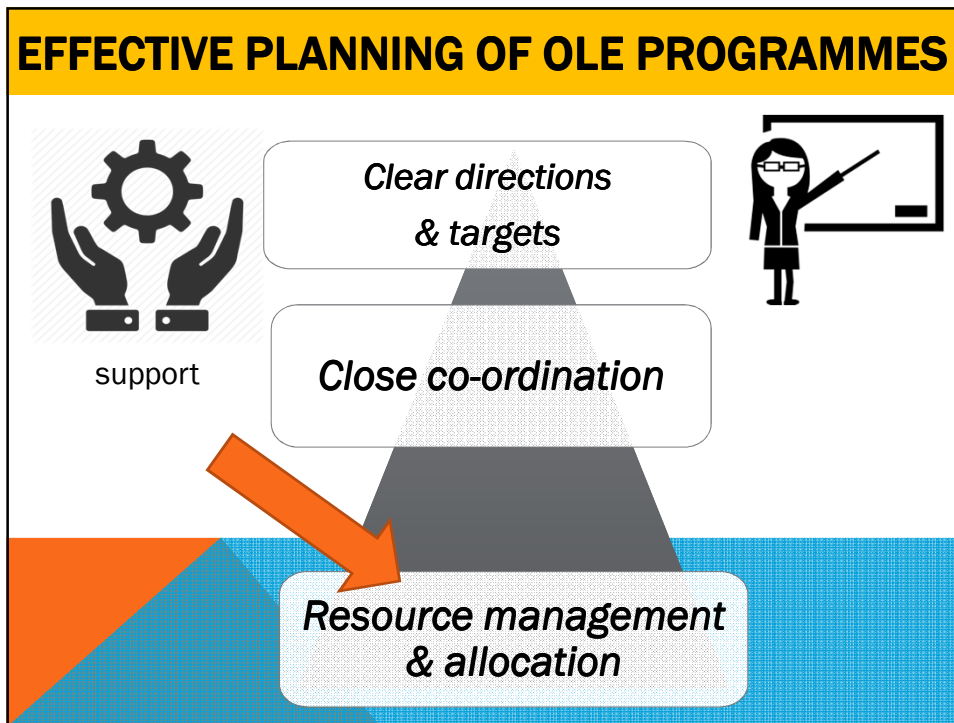 EFFECTIVE PLANNING OF OLE PROGRAMMES
Clear directions
& targets
support
Close co-ordination
Resource management
& allocation